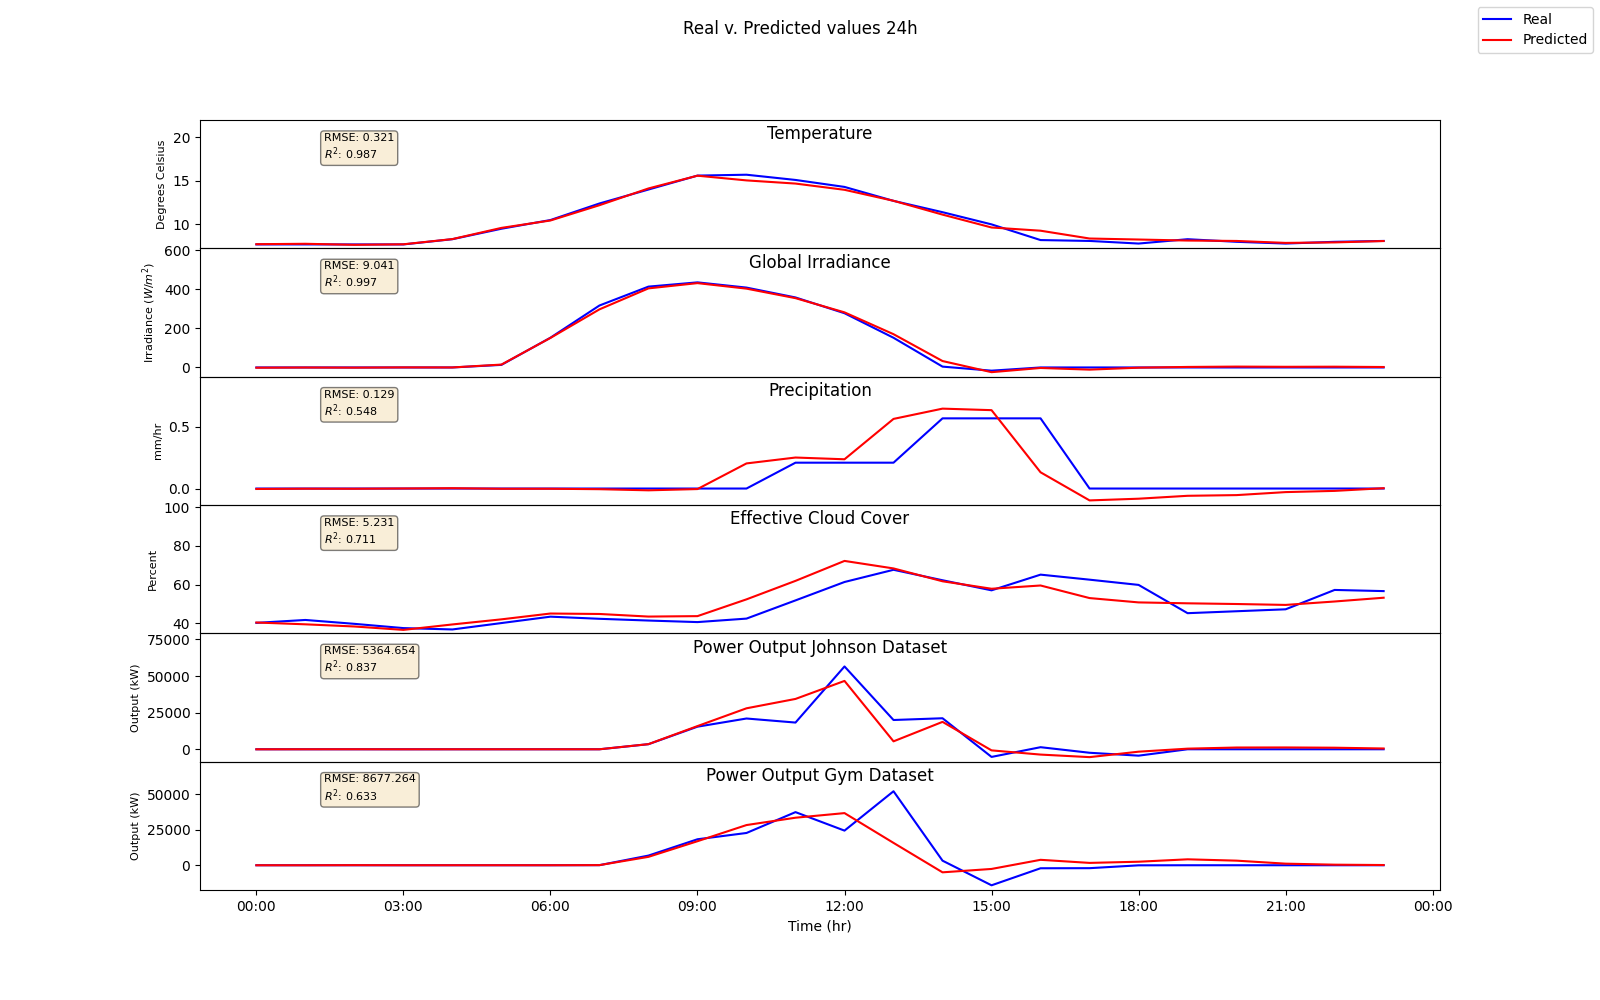 Real v. Predicted values 24h
Real
Predicted
Temperature
RMSE: 0.321
R²: 0.987
Degrees Celsius
20
15
10
Global Irradiance
RMSE: 9.041
R²: 0.997
Irradiance (W/m²)
600
400
200
0
Precipitation
RMSE: 0.129
R²: 0.548
mm/hr
0.5
0.0
Effective Cloud Cover
RMSE: 5.231
R²: 0.711
Percent
100
80
60
40
Power Output Johnson Dataset
RMSE: 5364.654
R²: 0.837
Output (kW)
75000
50000
25000
0
Power Output Gym Dataset
RMSE: 8677.264
R²: 0.633
Output (kW)
50000
25000
0
00:00 03:00 06:00 09:00 12:00 15:00 18:00 21:00 00:00
Time (hr)